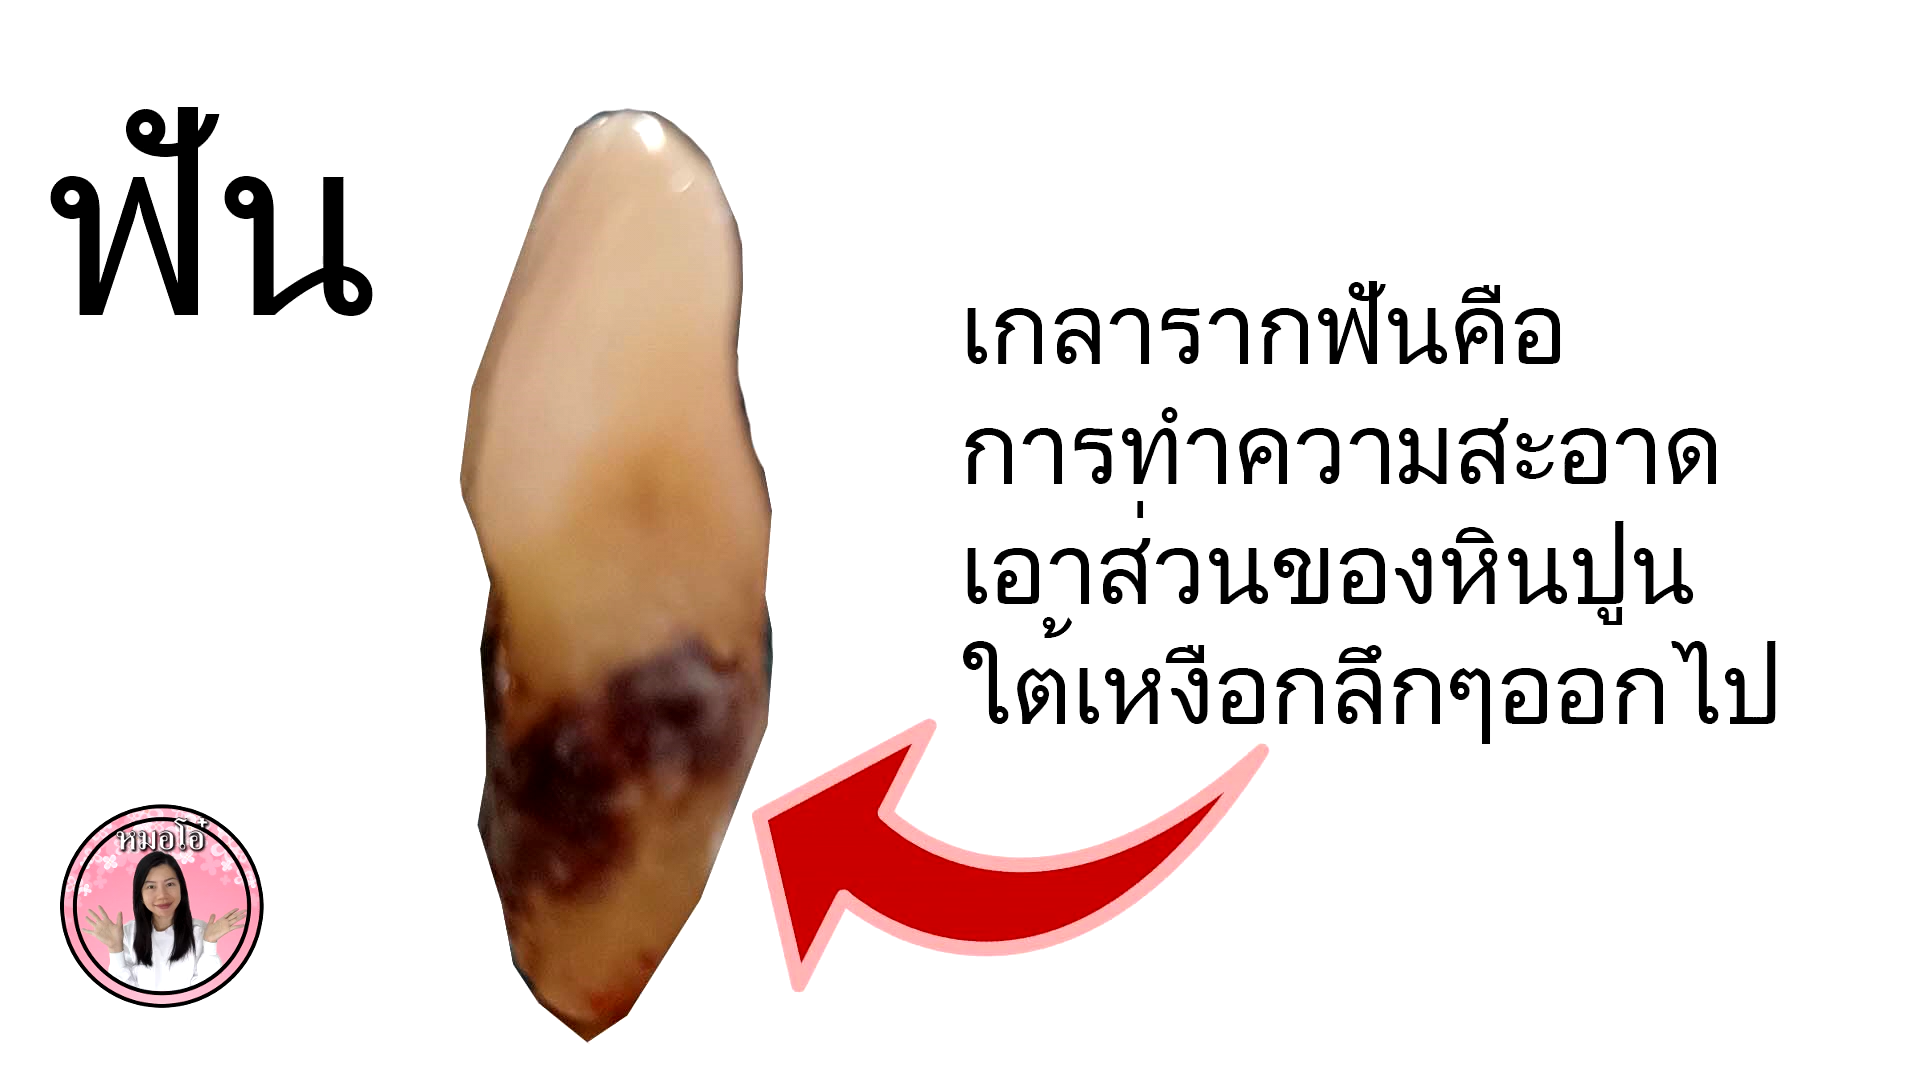 ฟัน
เกลารากฟันคือ
การทำความสะอาด
เอาส่วนของหินปูน
ใต้เหงือกลึกๆออกไป
หมอโอ๋